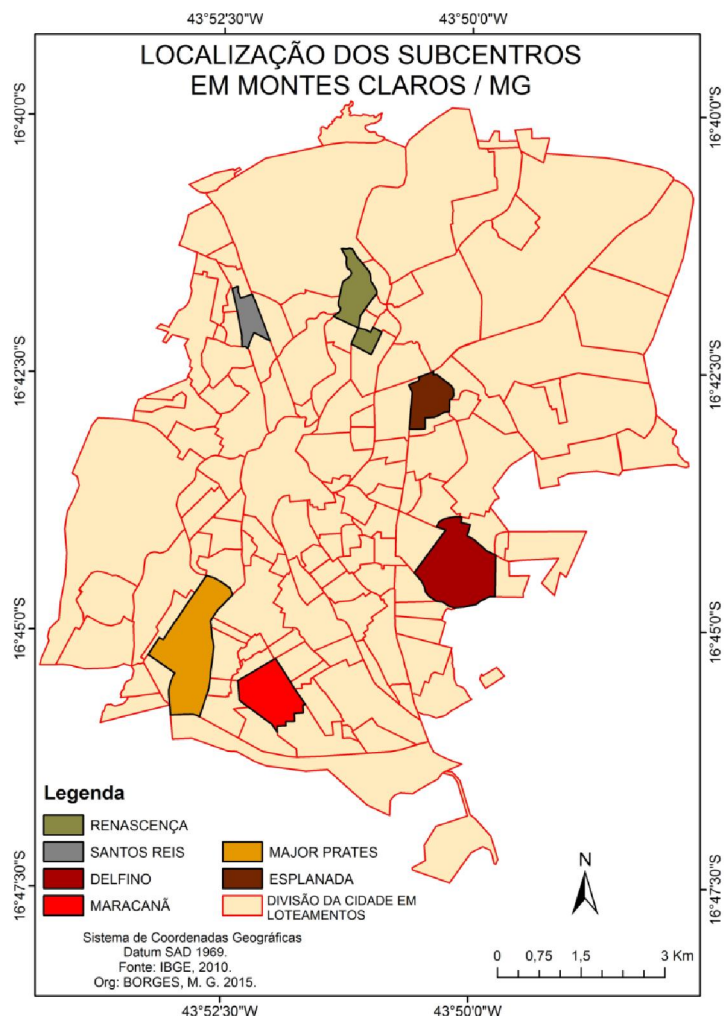 43°52'30"W
43°50'0"W
LOCALIZAÇÃO DOS SUBCENTROS
EM MONTES CLAROS / MG
16°40'0"S
16°40'0"S
16°42'30"S
16°42'30"S
16°45'0"S
16°45'0"S
16°47'30"S
16°47'30"S
Legenda
RENASCENÇA
SANTOS REIS
MAJOR PRATES
DELFINO
ESPLANADA
MARACANÃ
DIVISÃO DA CIDADE EM
LOTEAMENTOS
N
Sistema de Coordenadas Geográficas
Datum SAD 1969.
Fonte: IBGE, 2010.
Org: BORGES, M. G. 2015.
0 0,75 1,5 3 Km
43°52'30"W
43°50'0"W